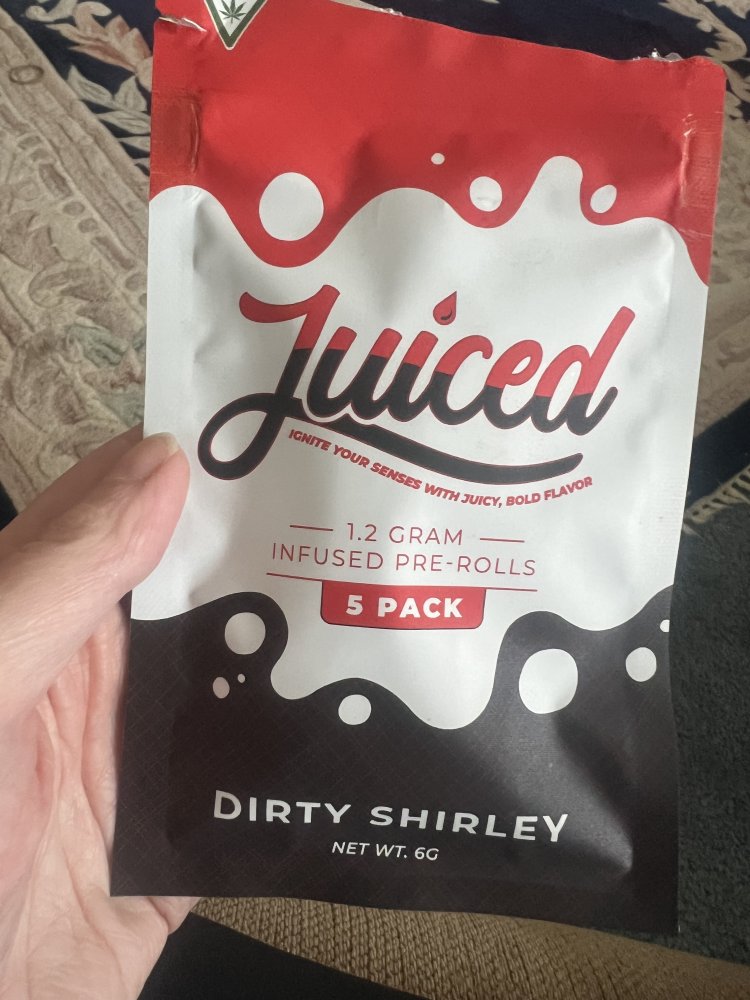 Juiced
IGNITE YOUR SENSES WITH JUICY, BOLD FLAVOR
1.2 GRAM
INFUSED PRE-ROLLS
5 PACK
DIRTY SHIRLEY
NET WT. 6G